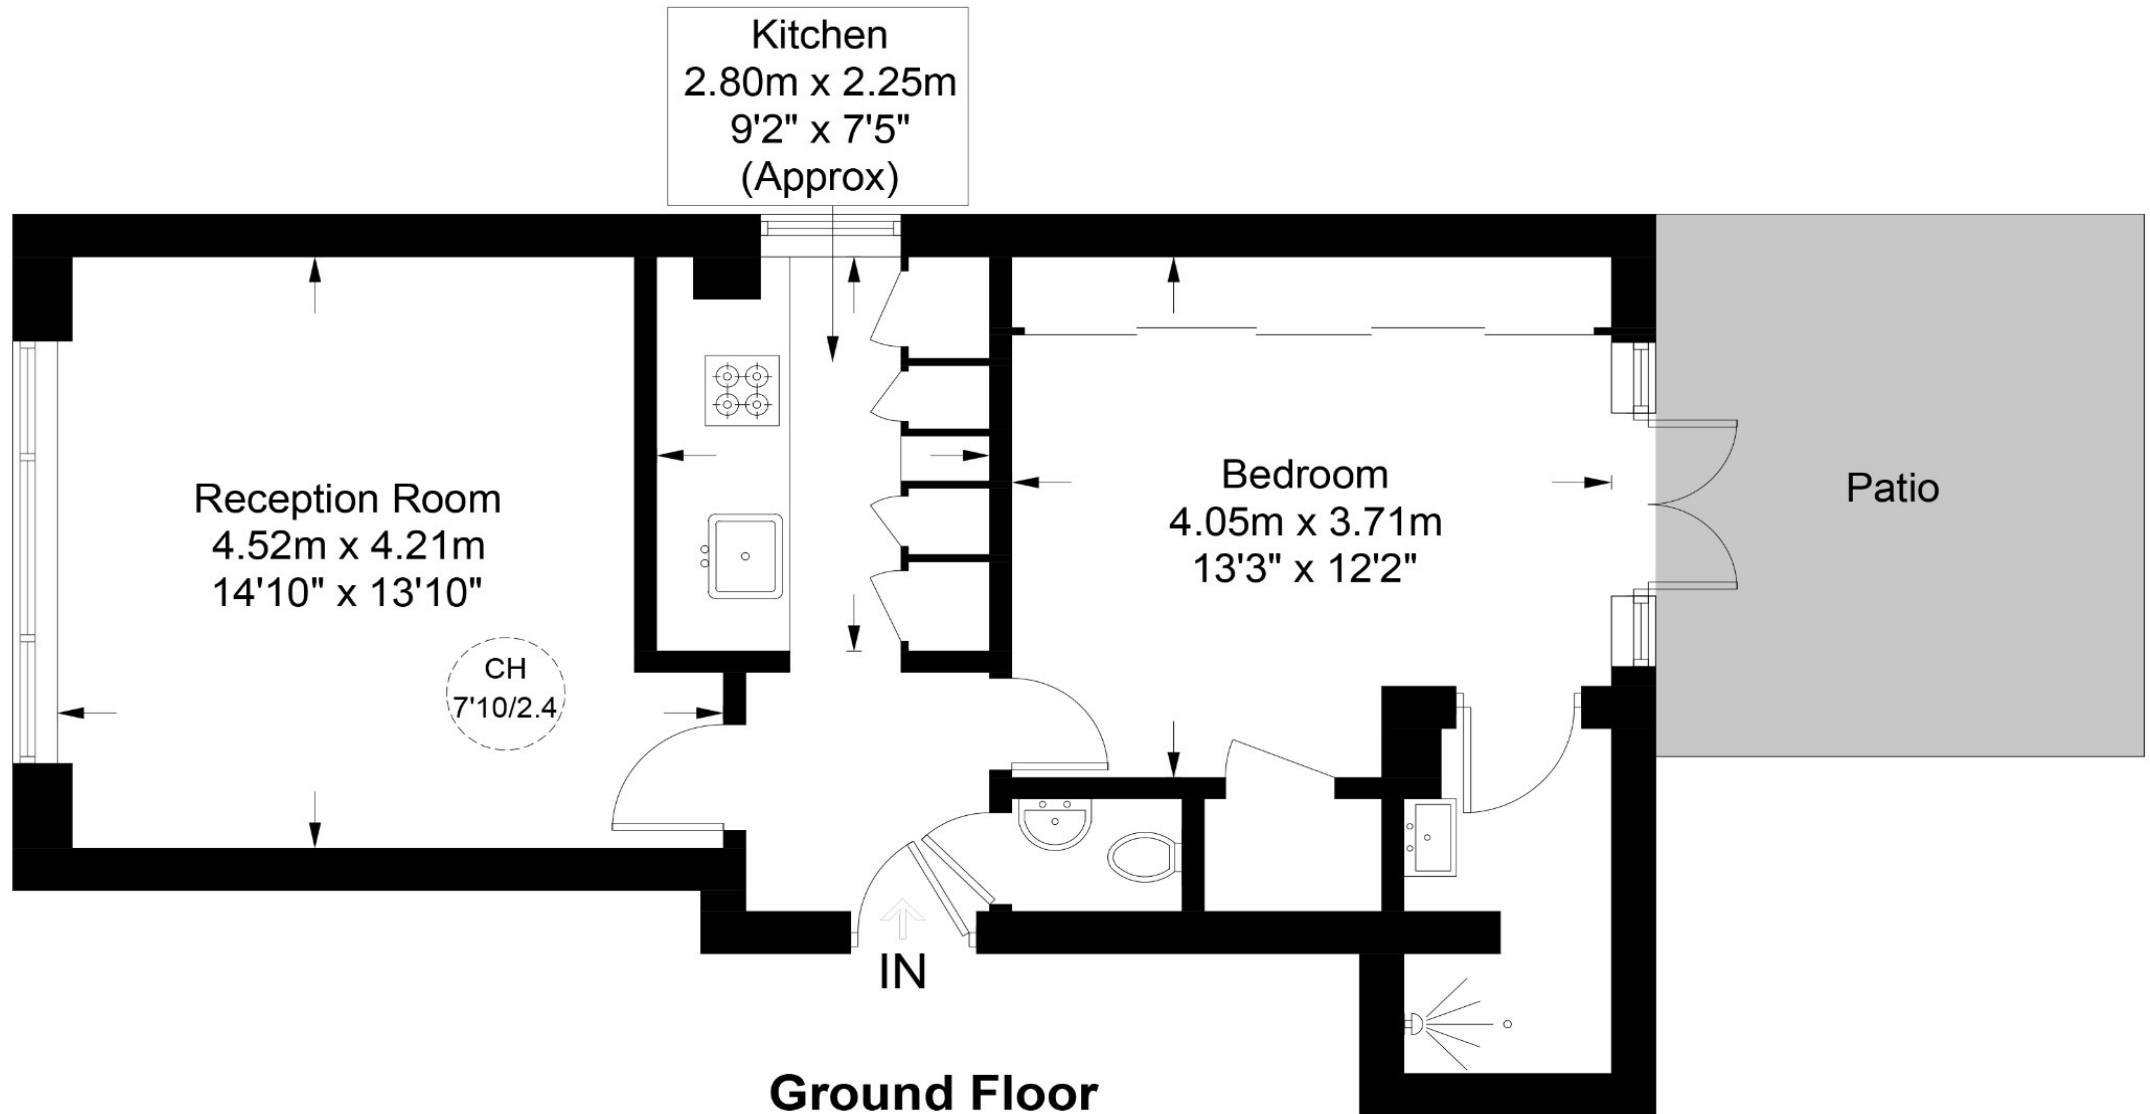 Kitchen
2.80m x 2.25m
9'2" x 7'5"
(Approx)
Reception Room
4.52m x 4.21m
14'10" x 13'10"
CH
7'10/2.4
Bedroom
4.05m x 3.71m
13'3" x 12'2"
Patio
IN
Ground Floor